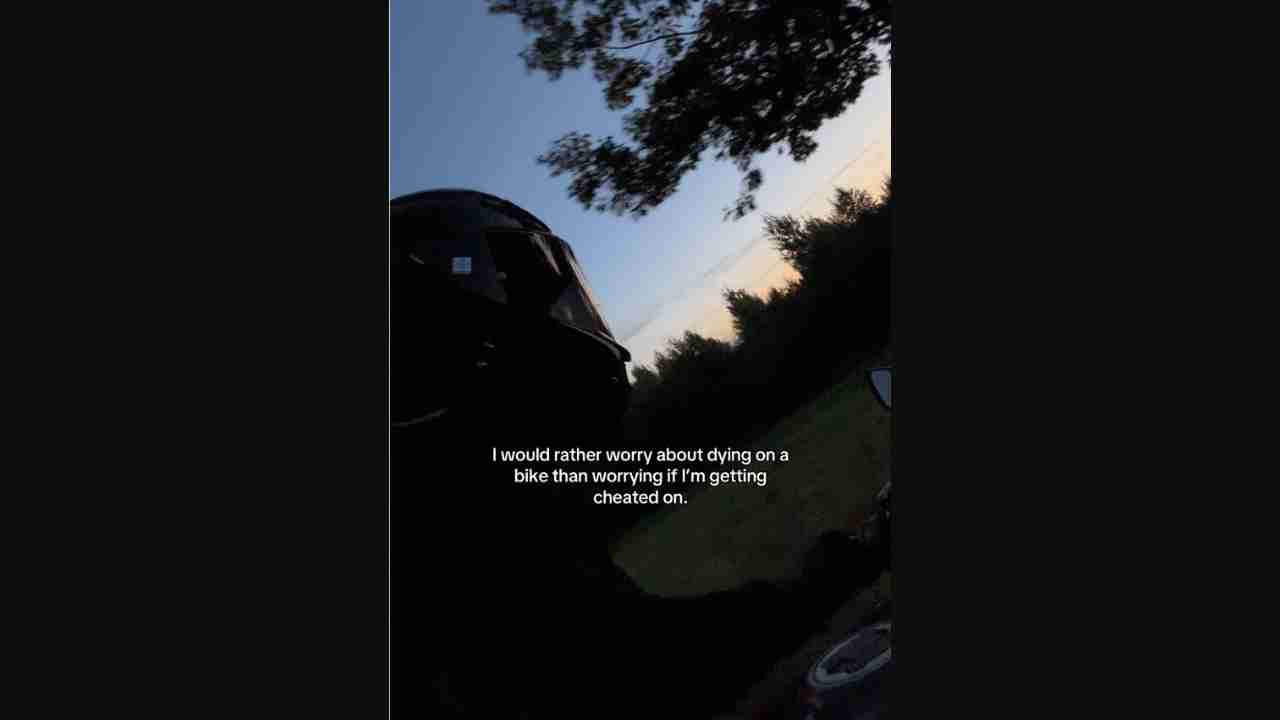 I would rather worry about dying on a
bike than worrying if I'm getting
cheated on.